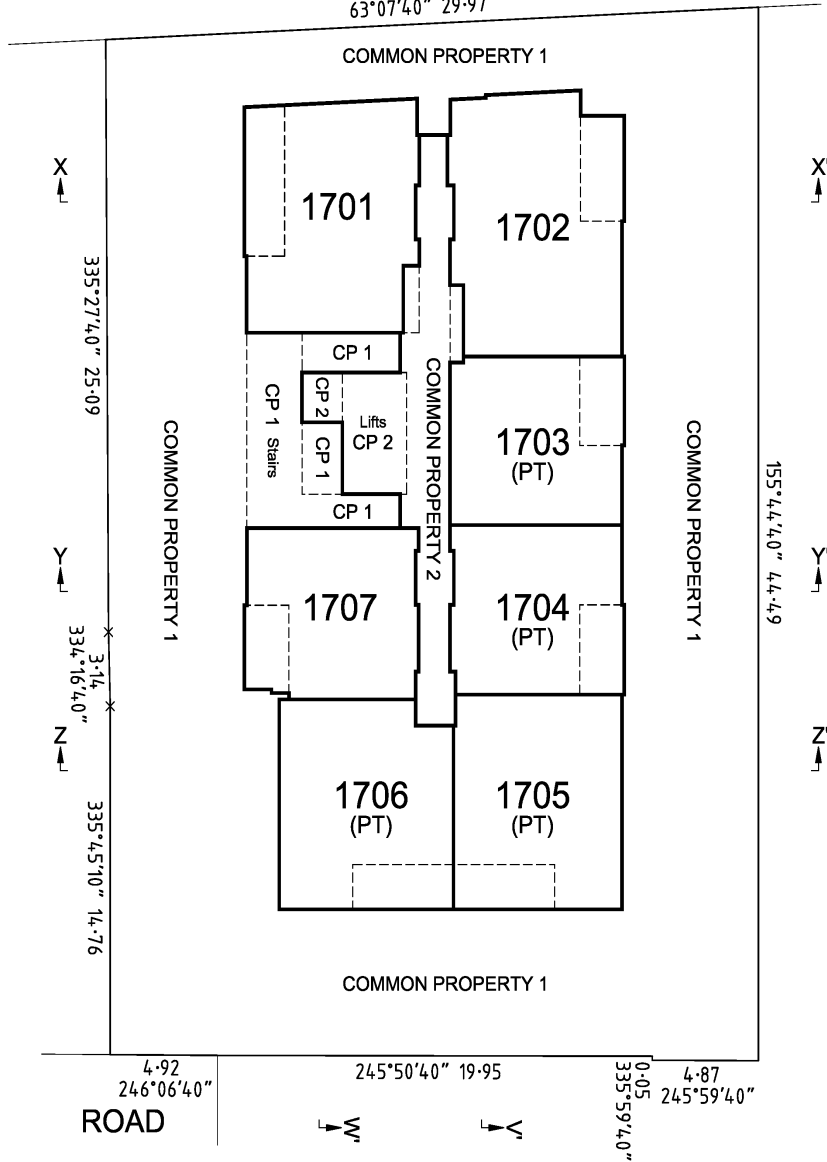 63°07'40" 29·97
COMMON PROPERTY 1
X
X'
1701
1702
335°27'40" 25·09
CP 1
CP 2
Lifts
CP 2
CP 1
Stairs
CP 1
CP 1
COMMON PROPERTY 2
1703
(PT)
COMMON PROPERTY 1
COMMON PROPERTY 1
155°44'40" 44·49
Y
Y'
1707
1704
(PT)
3·14
334°16'40"
Z
Z'
1706
(PT)
1705
(PT)
335°45'10" 14·76
COMMON PROPERTY 1
4·92
246°06'40"
245°50'40" 19·95
0·05
335°59'40"
4·87
245°59'40"
ROAD
W'
V'